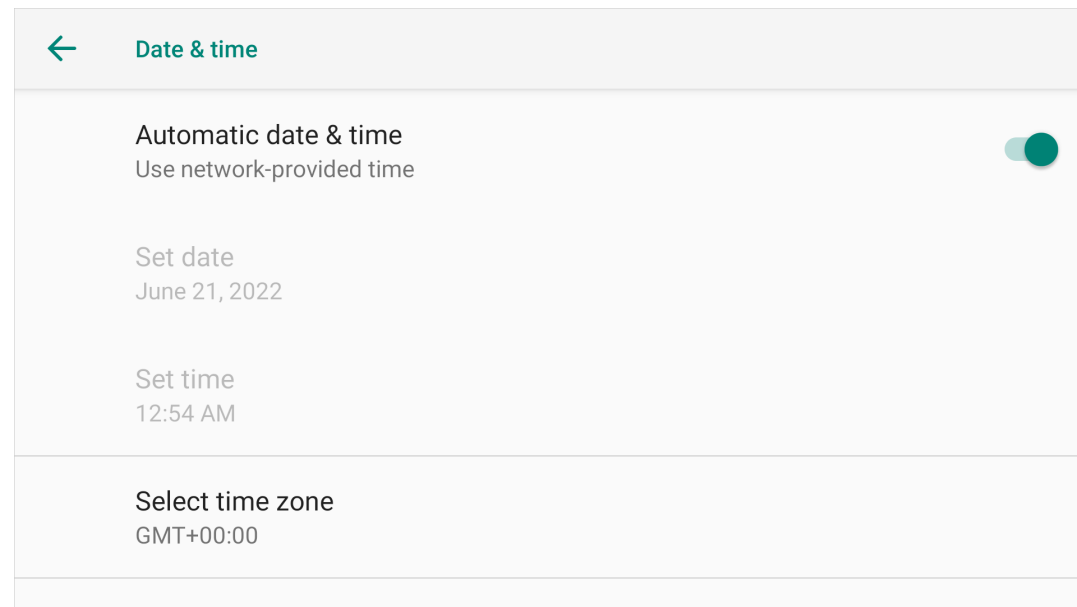 Date & time
Automatic date & time
Use network-provided time
Set date
June 21, 2022
Set time
12:54 AM
Select time zone
GMT+00:00